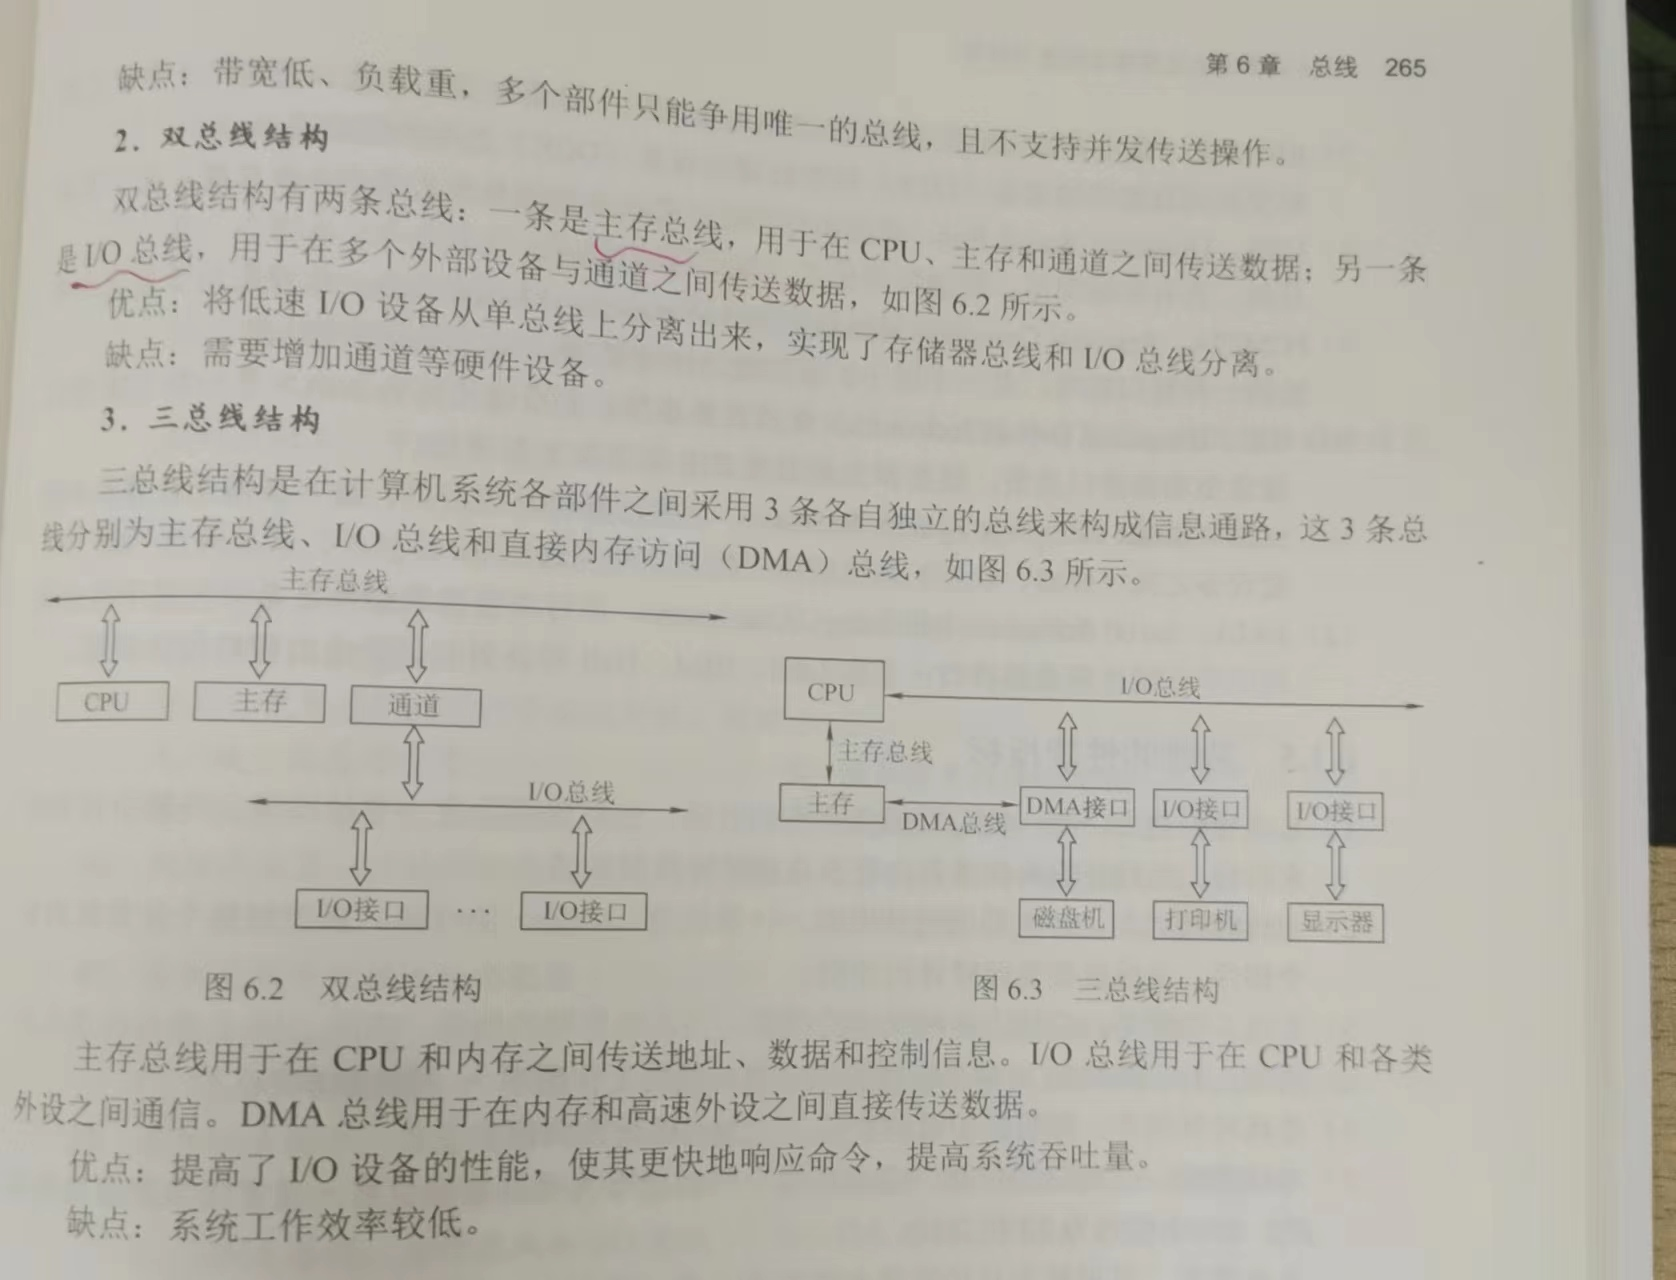 第 6 章 总线 265
缺点：带宽低、负载重，多个部件只能争用唯一的总线，且不支持并发传送操作。
2. 双总线结构
双总线结构有两条总线：一条是主存总线，用于在 CPU、主存和通道之间传送数据；另一条
是 I/O 总线，用于在多个外部设备与通道之间传送数据，如图 6.2 所示。
优点：将低速 I/O 设备从单总线上分离出来，实现了存储器总线和 I/O 总线分离。
缺点：需要增加通道等硬件设备。
3. 三总线结构
三总线结构是在计算机系统各部件之间采用 3 条各自独立的总线来构成信息通路，这 3 条总
线分别为主存总线、I/O 总线和直接内存访问（DMA）总线，如图 6.3 所示。
主存总线
CPU 主存 通道
I/O总线
I/O接口 … I/O接口
图 6.2 双总线结构
CPU I/O总线
主存总线
主存 DMA总线 DMA接口 I/O接口 I/O接口
磁盘机 打印机 显示器
图 6.3 三总线结构
主存总线用于在 CPU 和内存之间传送地址、数据和控制信息。I/O 总线用于在 CPU 和各类
外设之间通信。DMA 总线用于在内存和高速外设之间直接传送数据。
优点：提高了 I/O 设备的性能，使其更快地响应命令，提高系统吞吐量。
缺点：系统工作效率较低。